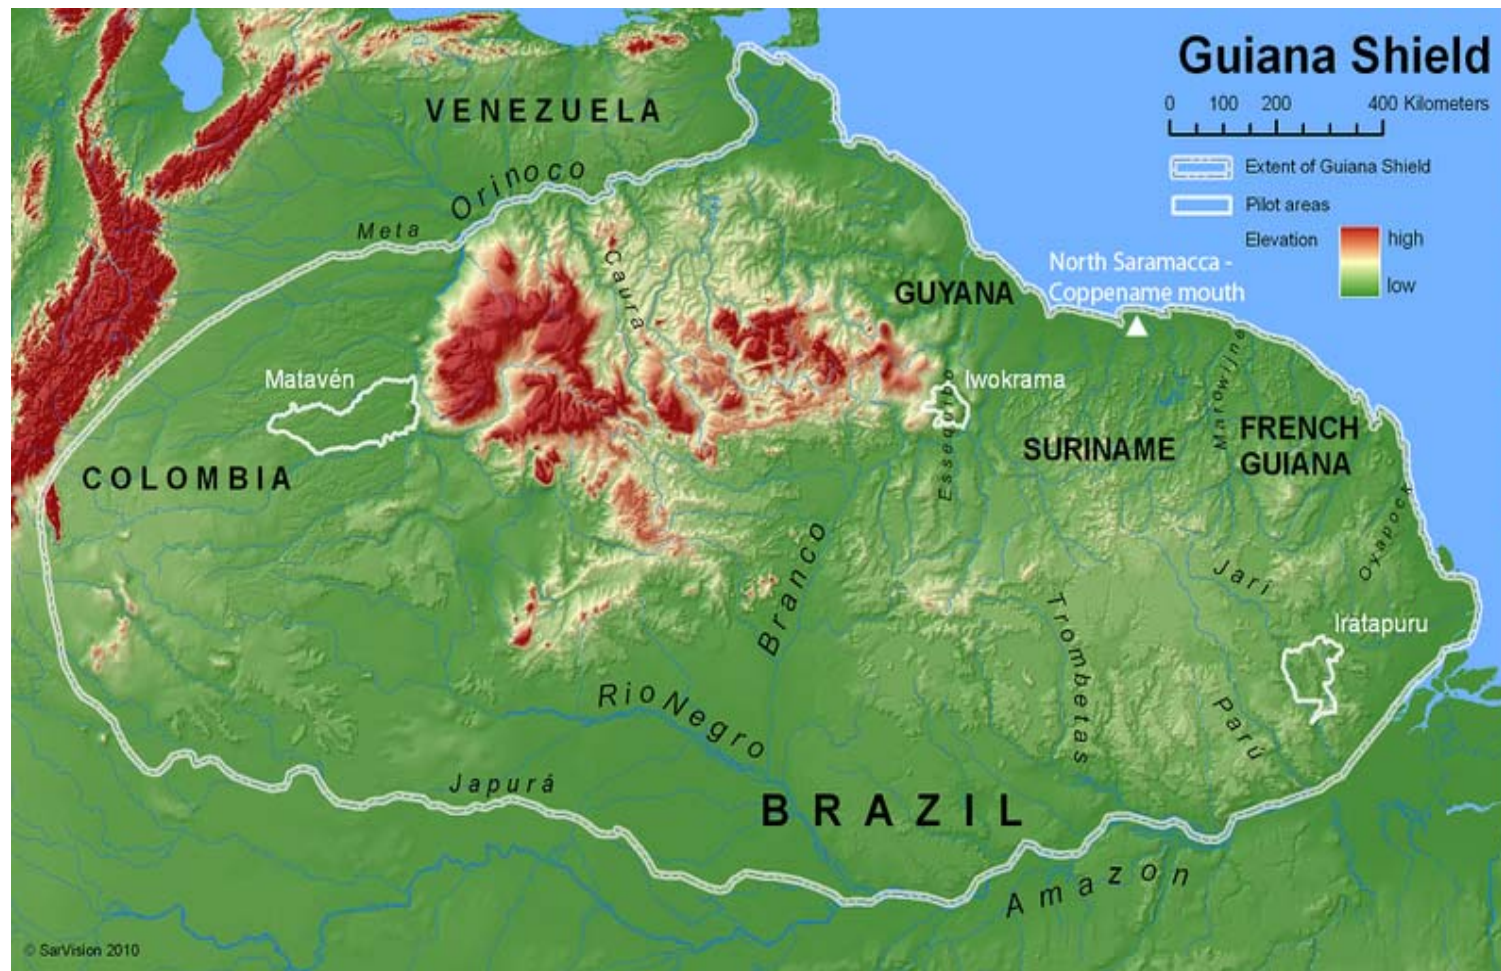 Guiana Shield
0 100 200 400 Kilometers
Extent of Guiana Shield
Pilot areas
Elevation
high
low
VENEZUELA
Orinoco
Meta
Caura
North Saramacca -
Coppename mouth
GUYANA
Matavén
Iwokrama
Essequibo
Marowijne
COLOMBIA
SURINAME
FRENCH
GUIANA
Oyapock
Branco
Jari
Trombetas
Iratapuru
Rio Negro
Parú
Japurá
BRAZIL
Amazon
© SarVision 2010